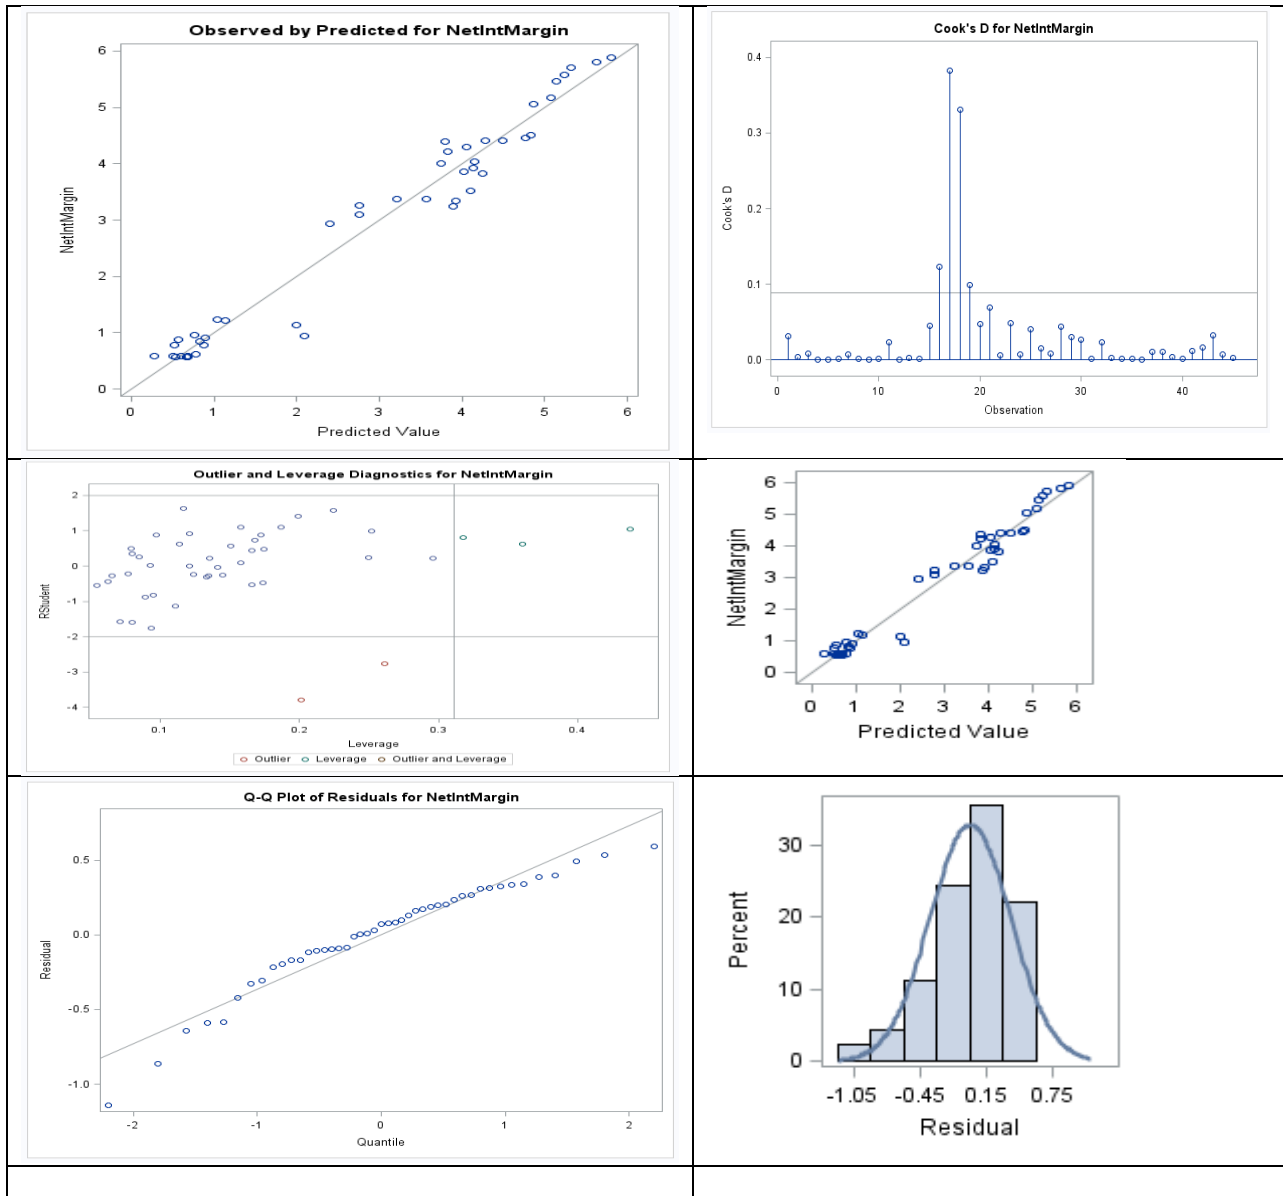 Observed by Predicted for NetIntMargin
6
5
4
3
2
1
0
NetIntMargin
0 1 2 3 4 5 6
Predicted Value
Cook's D for NetIntMargin
0.4
0.3
0.2
0.1
0.0
Cook's D
0 10 20 30 40
Observation
Outlier and Leverage Diagnostics for NetIntMargin
2
1
0
-1
-2
-3
-4
RStudent
0.1 0.2 0.3 0.4
Leverage
Outlier Leverage Outlier and Leverage
6
5
4
3
2
1
0
NetIntMargin
0 1 2 3 4 5 6
Predicted Value
Q-Q Plot of Residuals for NetIntMargin
0.5
0.0
-0.5
-1.0
Residual
-2 -1 0 1 2
Quantile
30
20
10
0
Percent
-1.05 -0.45 0.15 0.75
Residual